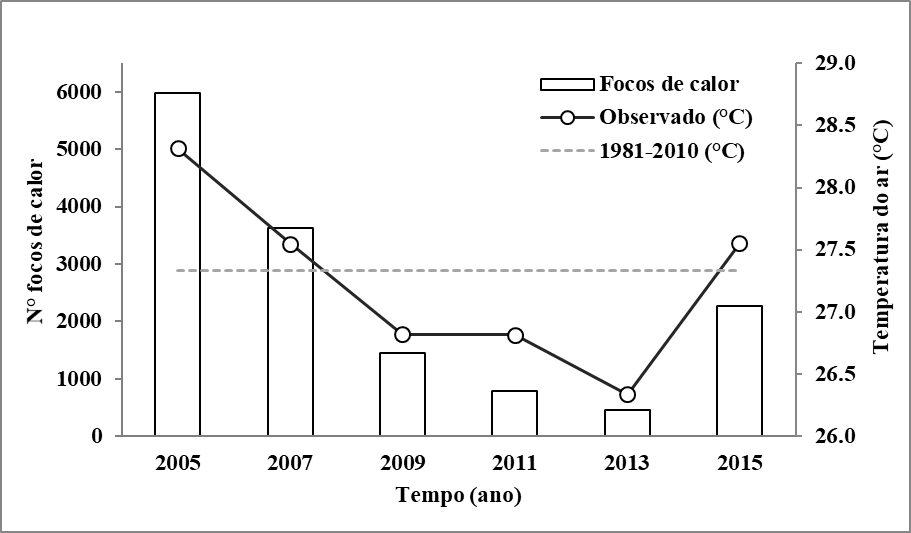 Focos de calor
Observado (°C)
1981-2010 (°C)
N° focos de calor
6000
5000
4000
3000
2000
1000
0
29.0
28.5
28.0
27.5
27.0
26.5
26.0
Temperatura do ar (°C)
2005 2007 2009 2011 2013 2015
Tempo (ano)